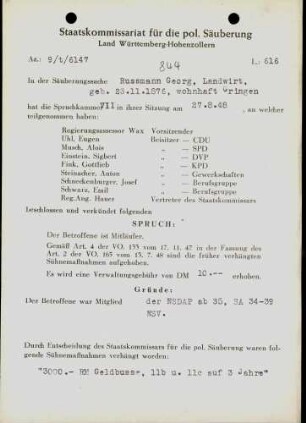 Staatskommissariat für die pol. Säuberung
Land Württemberg-Hohenzollern
Az.: 9/t/6147
844
L.- 616
In der Säuberungssache Russmann Georg, Landwirt,
geb. 23.11.1876, wohnhaft Uringen
hat die Spruchkammer VII in ihrer Sitzung am 27.8.48, an welcher
teilgenommen haben:
Regierungsassessor Wax Vorsitzender
Ukl, Eugen Beisitzer — CDU
Masch, Alois „ — SPD
Einstein, Sigbert „ — DVP
Fink, Gottlieb „ — KPD
Steinacker, Anton „ — Gewerkschaften
Schneckenburger, Josef „ — Berufsgruppe
Schwarz, Emil „ — Berufsgruppe
Reg.Ang. Hauer Vertreter des Staatskommissars
beschlossen und verkündet folgenden
SPRUCH:
Der Betroffene ist Mitläufer.
Gemäß Art. 4 der VO. 133 vom 17. 11. 47 in der Fassung des
Art. 2 der VO. 165 vom 15. 7. 48 sind die früher verhängten
Sühnemaßnahmen aufgehoben.
Es wird eine Verwaltungsgebühr von DM 10.-- erhoben.
Gründe:
Der Betroffene war Mitglied der NSDAP ab 30, SA 34-39
NSV.
Durch Entscheidung des Staatskommissars für die pol. Säuberung waren fol-
gende Sühnemaßnahmen verhängt worden:
"3000.- RM Geldbusse, 11b u. 11c auf 3 Jahre"